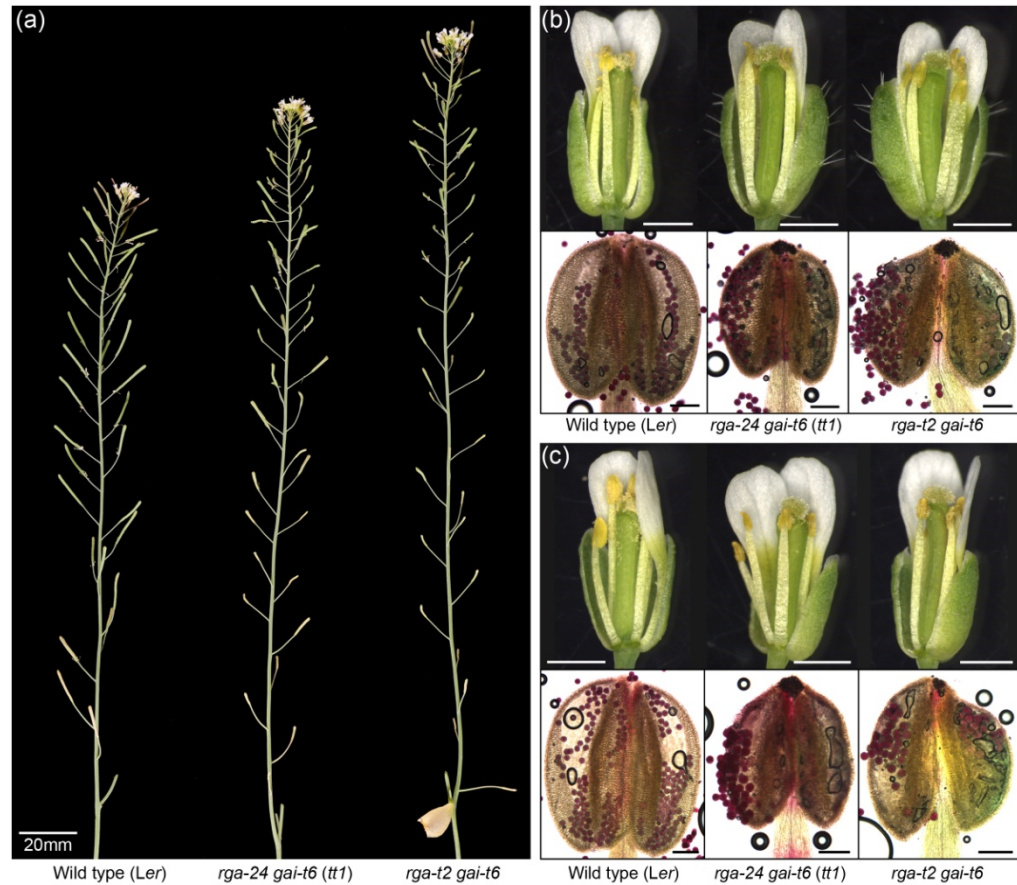 (a)
20mm
Wild type (Ler) rga-24 gai-t6 (tt1) rga-t2 gai-t6
(b)
Wild type (Ler) rga-24 gai-t6 (tt1) rga-t2 gai-t6
(c)
Wild type (Ler) rga-24 gai-t6 (tt1) rga-t2 gai-t6